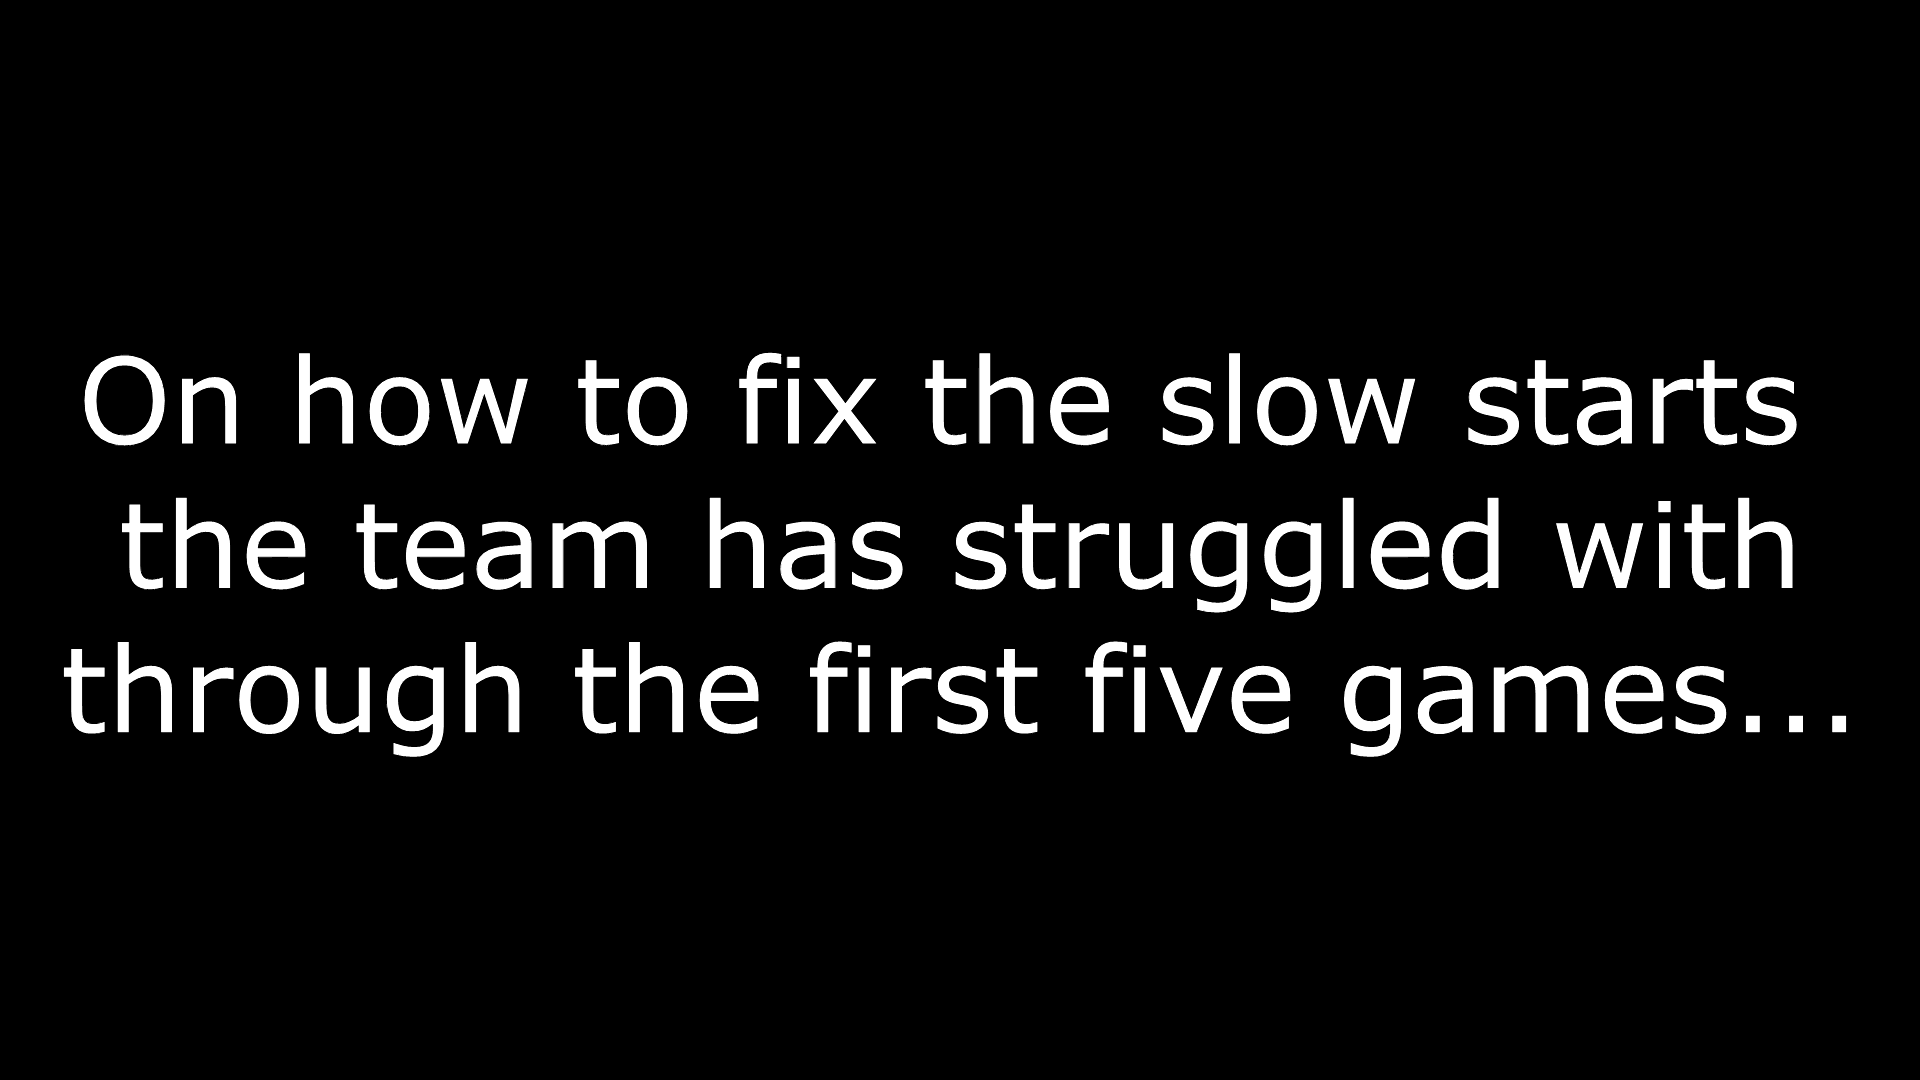 On how to fix the slow starts
the team has struggled with
through the first five games...